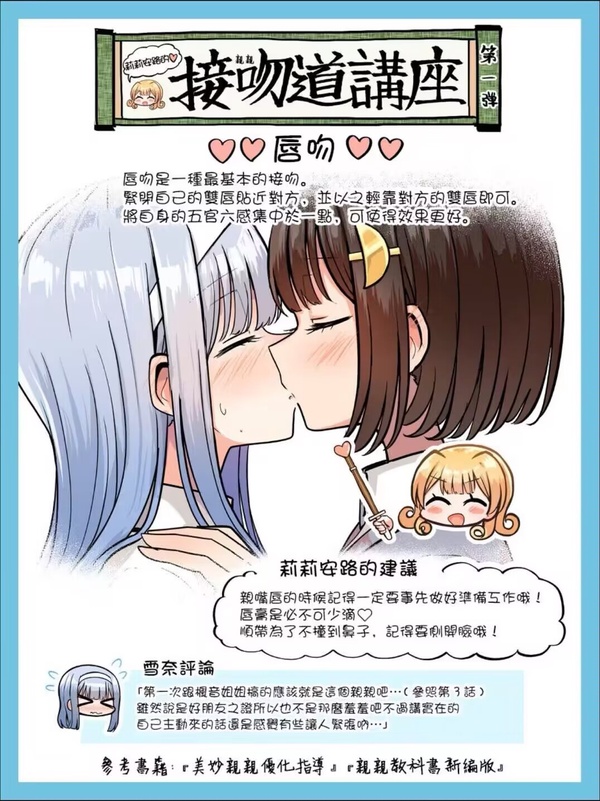 莉莉安路的♡
接吻道講座
親親
第一彈
♡♡唇吻♡♡
唇吻是一種最基本的接吻。
緊閉自己的雙唇貼近對方，並以之輕靠對方的雙唇即可。
將自身的五官六感集中於一點，可使得效果更好。
莉莉安路的建議
親嘴唇的時候記得一定要事先做好準備工作哦！
唇膏是必不可少滴♡
順帶為了不撞到鼻子，記得要側開臉哦！
雪奈評論
「第一次跟機音姐姐搞的應該就是這個親親吧…（參照第3話）
雖然說是好朋友之證所以也不是那麼羞羞吧不過講實在的
自己主動來的話還是感覺有些讓人緊張吶…」
參考書籍：『美妙親親優化指導』『親親教科書新編版』